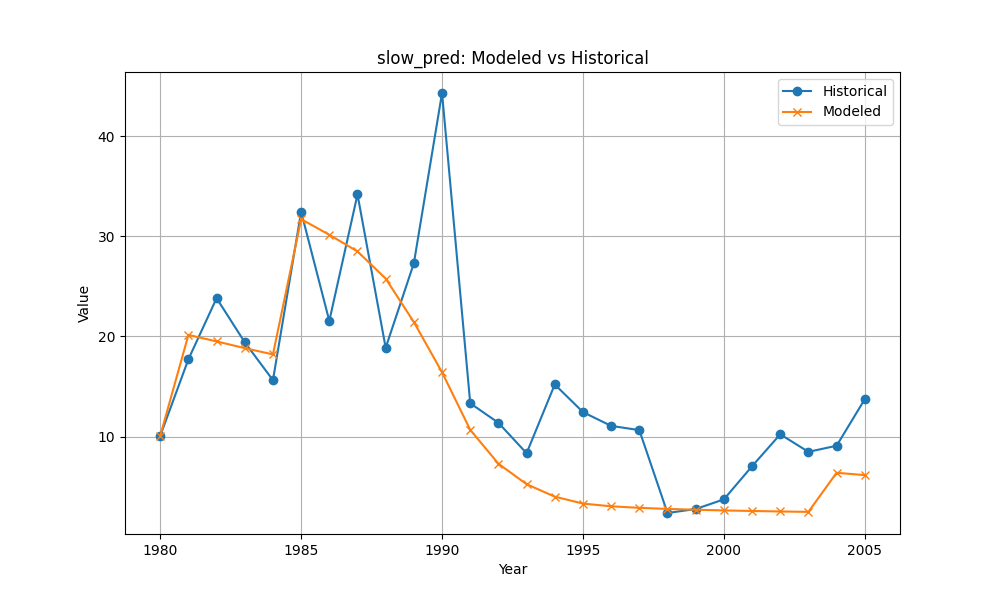 slow_pred: Modeled vs Historical
Historical
Modeled
Value
40
30
20
10
1980 1985 1990 1995 2000 2005
Year